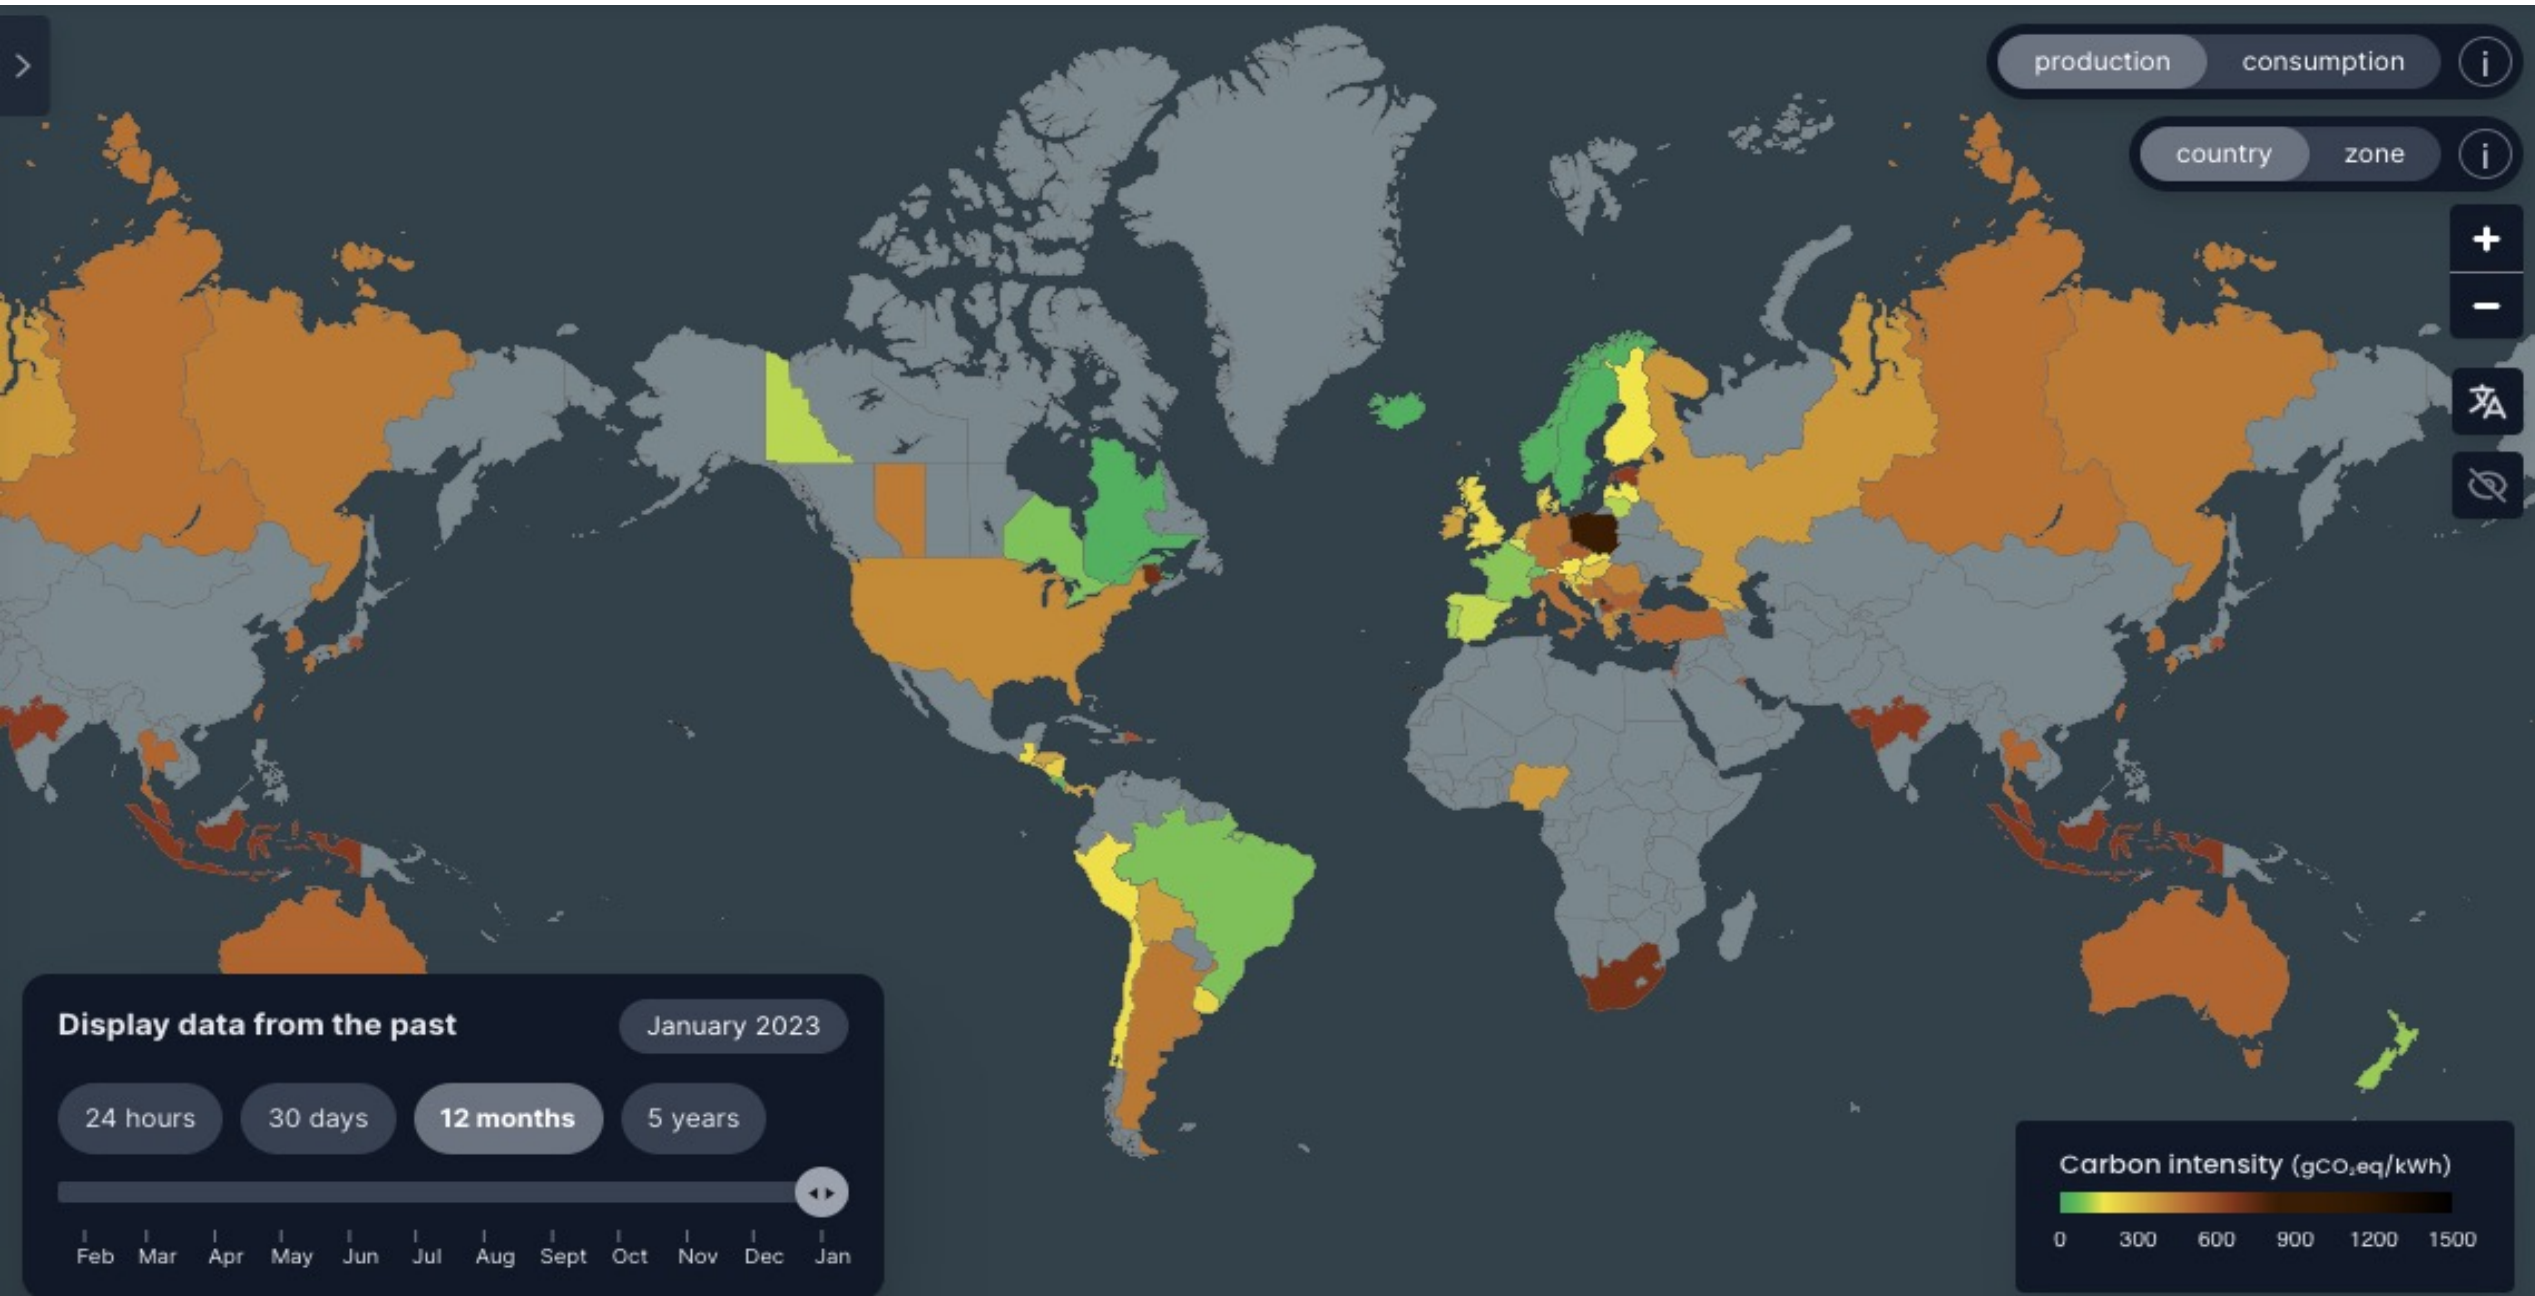 production consumption i
country zone i
Display data from the past January 2023
24 hours 30 days 12 months 5 years
Feb Mar Apr May Jun Jul Aug Sept Oct Nov Dec Jan
Carbon intensity (gCO₂eq/kWh)
0 300 600 900 1200 1500